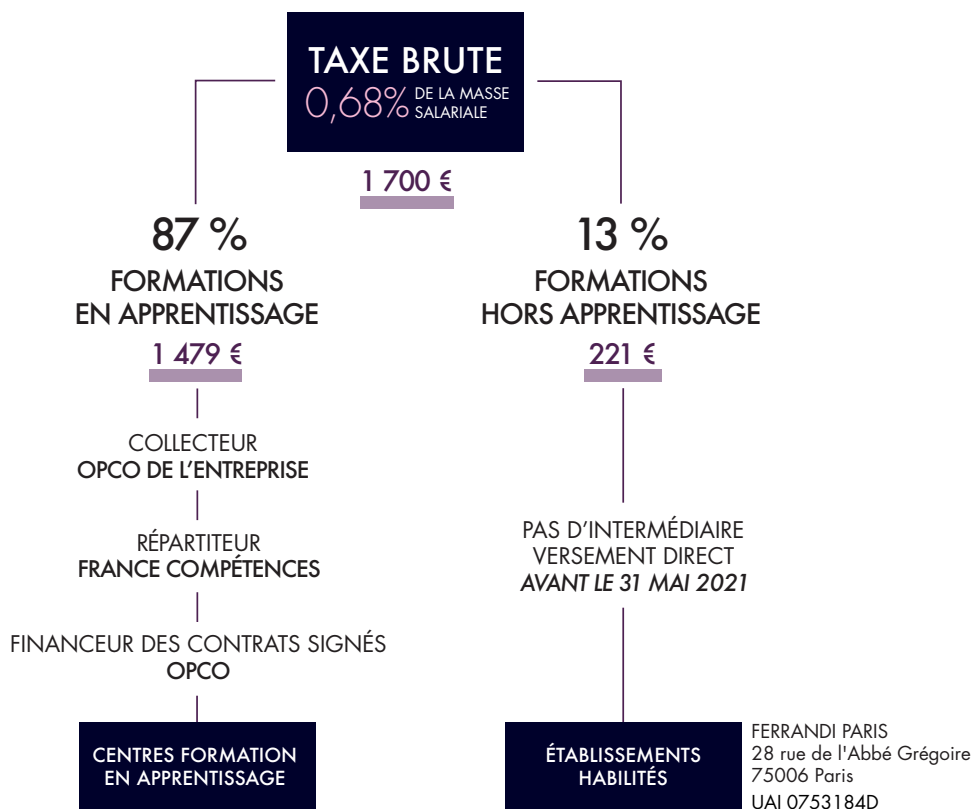 TAXE BRUTE
0,68% DE LA MASSE
SALARIALE
1 700 €
87 %
FORMATIONS
EN APPRENTISSAGE
1 479 €
COLLECTEUR
OPCO DE L'ENTREPRISE
RÉPARTITEUR
FRANCE COMPÉTENCES
FINANCEUR DES CONTRATS SIGNÉS
OPCO
CENTRES FORMATION
EN APPRENTISSAGE
13 %
FORMATIONS
HORS APPRENTISSAGE
221 €
PAS D'INTERMÉDIAIRE
VERSEMENT DIRECT
AVANT LE 31 MAI 2021
ÉTABLISSEMENTS
HABILITÉS
FERRANDI PARIS
28 rue de l'Abbé Grégoire
75006 Paris
UAI 0753184D